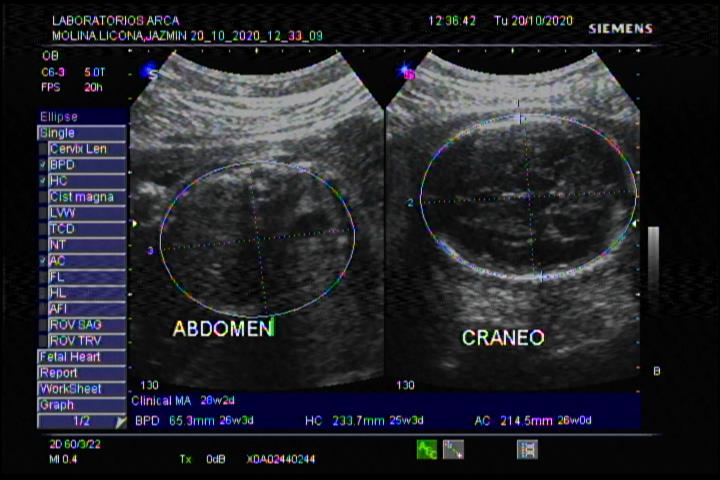 LABORATORIOS ARCA
12:36:42 Tu 20/10/2020 SIEMENS
MOLINA LICONA,JAZMIN 20_10_2020_12_33_09
OB
C6-3 5.0T
FPS 20h
S
Ellipse
Single
Cervix Len
BPD
HC
Cist magna
LVW
TCD
NT
AC
FL
HL
AFI
ROV SAG
ROV TRV
Fetal Heart
Report
WorkSheet
Graph
1/2
3
2
ABDOMEN
CRANEO
130
130
B
Clinical MA 26w2d
BPD 65.3mm 26w3d HC 233.7mm 25w3d AC 214.5mm 26w0d
2D 60/3/22
MI 0.4 Tx 0dB XDA02440244